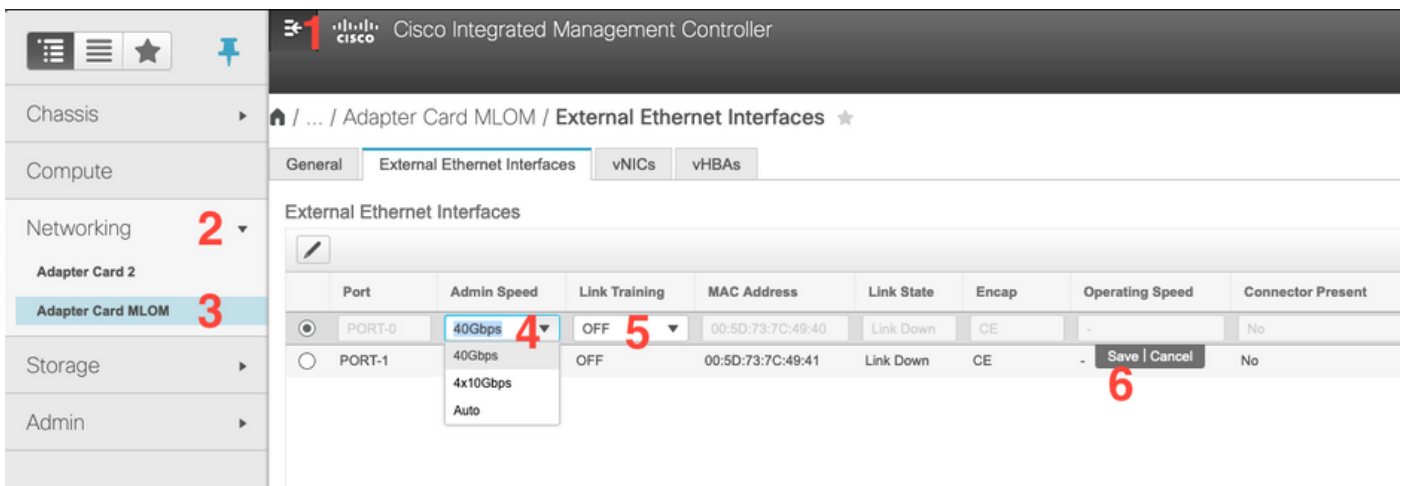 1 cisco Cisco Integrated Management Controller
Chassis
Compute
Networking 2
Adapter Card 2
Adapter Card MLOM 3
Storage
Admin
/ ... / Adapter Card MLOM / External Ethernet Interfaces
General External Ethernet Interfaces vNICs vHBAs
External Ethernet Interfaces
Port Admin Speed Link Training MAC Address Link State Encap Operating Speed Connector Present
PORT-0 40Gbps 4 OFF 5 00:5D:73:7C:49:40 Link Down CE - No
PORT-1 OFF 00:5D:73:7C:49:41 Link Down CE - No
40Gbps
4x10Gbps
Auto
Save | Cancel
6